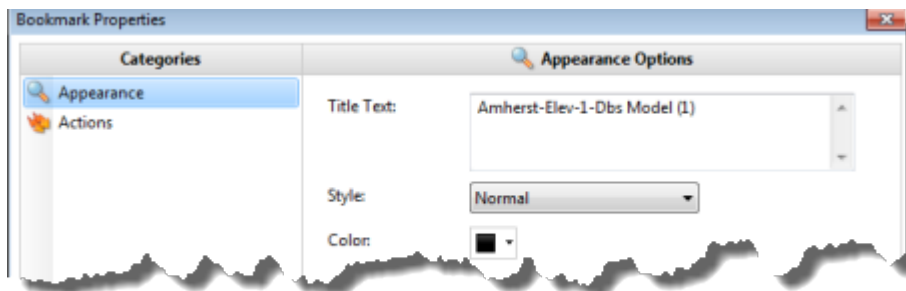 Bookmark Properties
Categories
Appearance Options
Appearance
Actions
Title Text:
Amherst-Elev-1-Dbs Model (1)
Style:
Normal
Color: